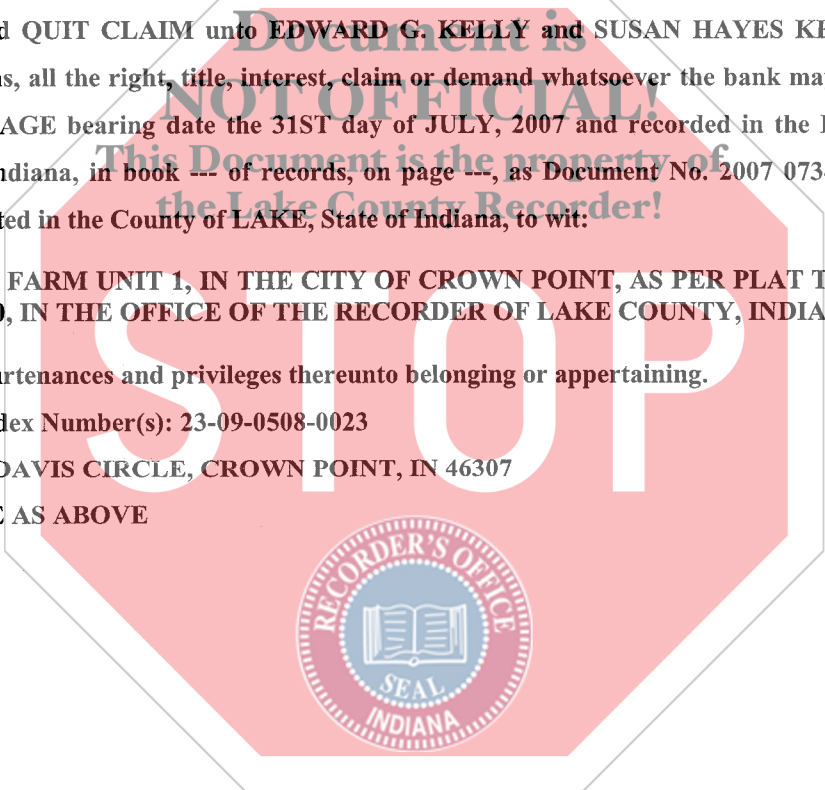 d QUIT CLAIM unto EDWARD G. KELLY and SUSAN HAYES KE
Document is
s, all the right, title, interest, claim or demand whatsoever the bank ma
NOT OFFICIAL!
AGE bearing date the 31ST day of JULY, 2007 and recorded in the
This Document is the property of
ndiana, in book --- of records, on page ---, as Document No. 2007 073
the Lake County Recorder!
ted in the County of LAKE, State of Indiana, to wit:
FARM UNIT 1, IN THE CITY OF CROWN POINT, AS PER PLAT T
, IN THE OFFICE OF THE RECORDER OF LAKE COUNTY, INDIA
urtenances and privileges thereunto belonging or appertaining.
dex Number(s): 23-09-0508-0023
DAVIS CIRCLE, CROWN POINT, IN 46307
E AS ABOVE
STOP
RECORDER'S OFFICE
SEAL
INDIANA